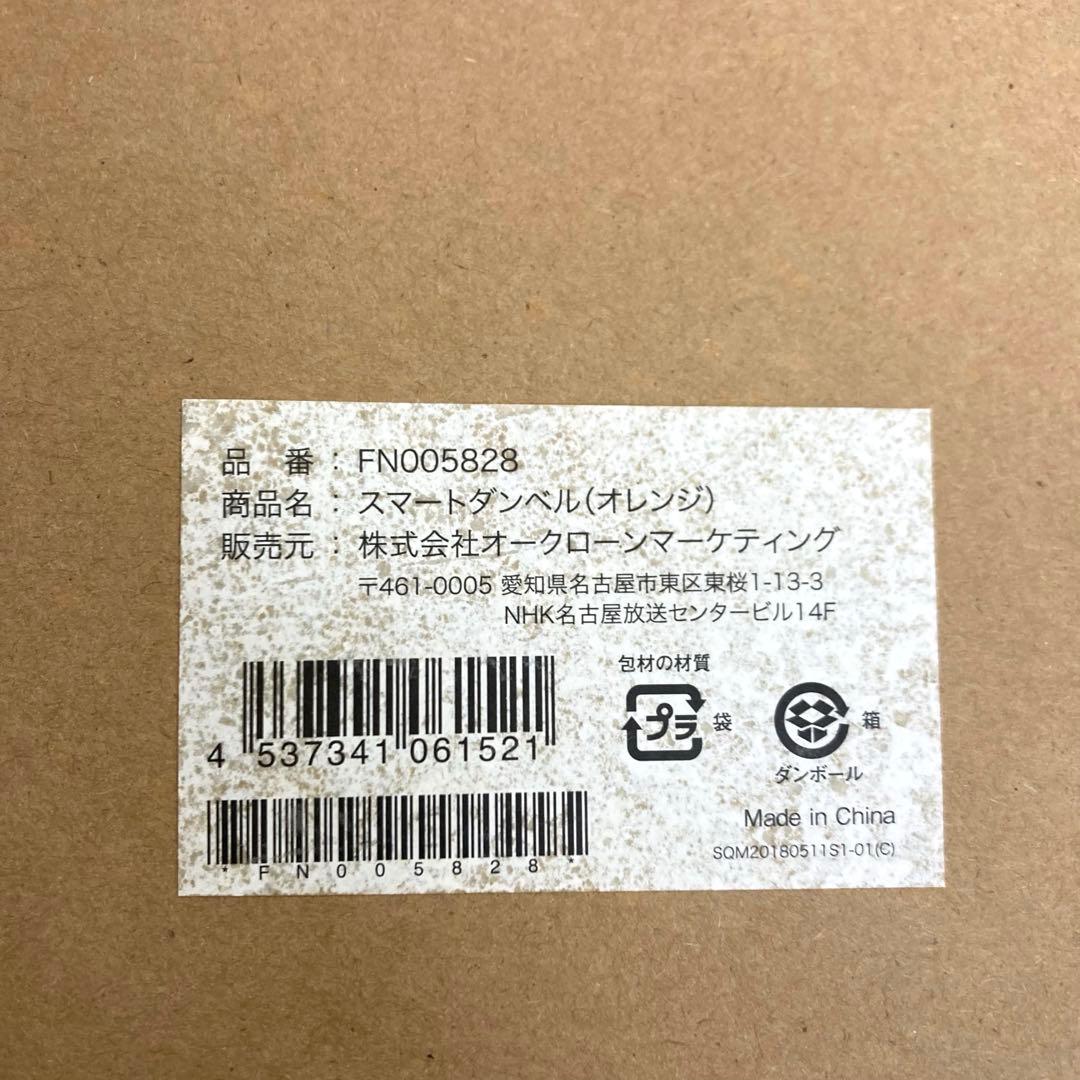 品 番 : FN005828
商品名 : スマートダンベル(オレンジ)
販売元 : 株式会社オークローンマーケティング
〒461-0005 愛知県名古屋市東区東桜1-13-3
NHK名古屋放送センタービル14F
包材の材質
プラ 袋
箱
ダンボール
4 537341 061521
Made in China
*FN005828*
SQM20180511S1-01(C)